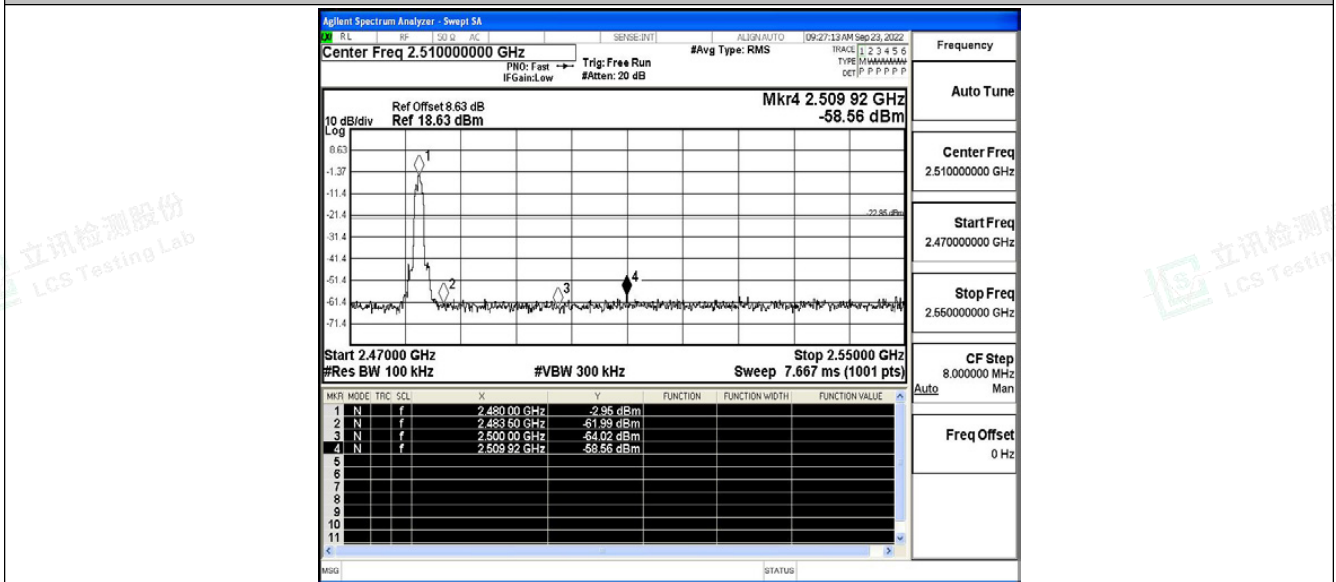 Agilent Spectrum Analyzer - Swept SA
RL RF 50 Ω AC SENSE:INT ALIGNAUTO 09:27:13 AM Sep 23, 2022
Center Freq 2.510000000 GHz
#Avg Type: RMS
TRACE 1 2 3 4 5 6
PNO: Fast
Trig: Free Run
TYPE MWWWWW
IFGain:Low
#Atten: 20 dB
DET P P P P P P
Mkr4 2.509 92 GHz
-58.56 dBm
Ref Offset 8.63 dB
10 dB/div Ref 18.63 dBm
Log
8.63
-1.37
-11.4
-21.4
-31.4
-41.4
-51.4
-61.4
-71.4
1
2
3
4
-22.95 dBm
Start 2.47000 GHz Stop 2.55000 GHz
#Res BW 100 kHz #VBW 300 kHz Sweep 7.667 ms (1001 pts)
MKR MODE TRC SCL X Y FUNCTION FUNCTION WIDTH FUNCTION VALUE
1 N f 2.480 00 GHz -2.95 dBm
2 N f 2.483 50 GHz -61.99 dBm
3 N f 2.500 00 GHz -64.02 dBm
4 N f 2.509 92 GHz -58.56 dBm
5
6
7
8
9
10
11
MSG STATUS
Frequency
Auto Tune
Center Freq
2.510000000 GHz
Start Freq
2.470000000 GHz
Stop Freq
2.550000000 GHz
CF Step
8.000000 MHz
Auto Man
Freq Offset
0 Hz
立讯检测股份
LCS Testing Lab
立讯检测
LCS Testin